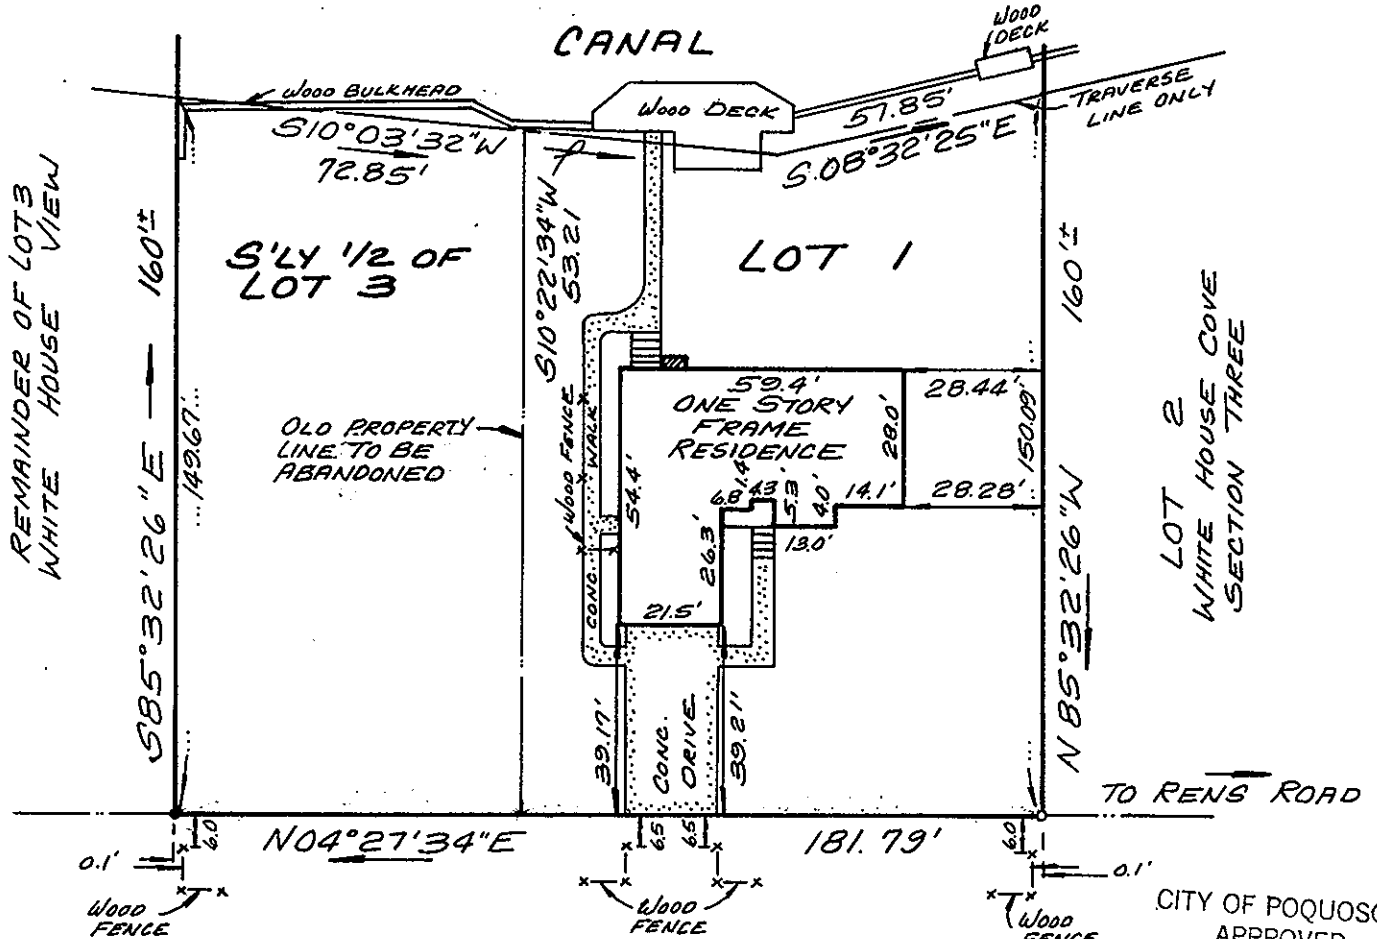 CANAL
WOOD
DECK
WOOD BULKHEAD
WOOD DECK
57.85'
TRAVERSE
LINE ONLY
S10°03'32"W
72.85'
S.08°32'25"E
S10°22'34"W
53.21
REMAINDER OF LOT 3
WHITE HOUSE VIEW
160'±
S'LY 1/2 OF
LOT 3
LOT 1
160'±
S85°32'26"E
149.67'
OLD PROPERTY
LINE TO BE
ABANDONED
WOOD FENCE
WALK
CONC.
59.4'
ONE STORY
FRAME
RESIDENCE
28.0'
28.44'
150.09'
54.4'
6.8
1.4
4.3
5.3'
4.0'
14.1'
28.28'
13.0'
26.3'
21.5'
LOT 2
WHITE HOUSE COVE
SECTION THREE
N 85°32'26"W
39.17'
CONC.
DRIVE
39.21'
TO RENS ROAD
6.0
N04°27'34"E
6.5
6.5
181.79'
6.0
0.1'
0.1'
WOOD
FENCE
WOOD
FENCE
WOOD
FENCE
CITY OF POQUOSO
APPROVED